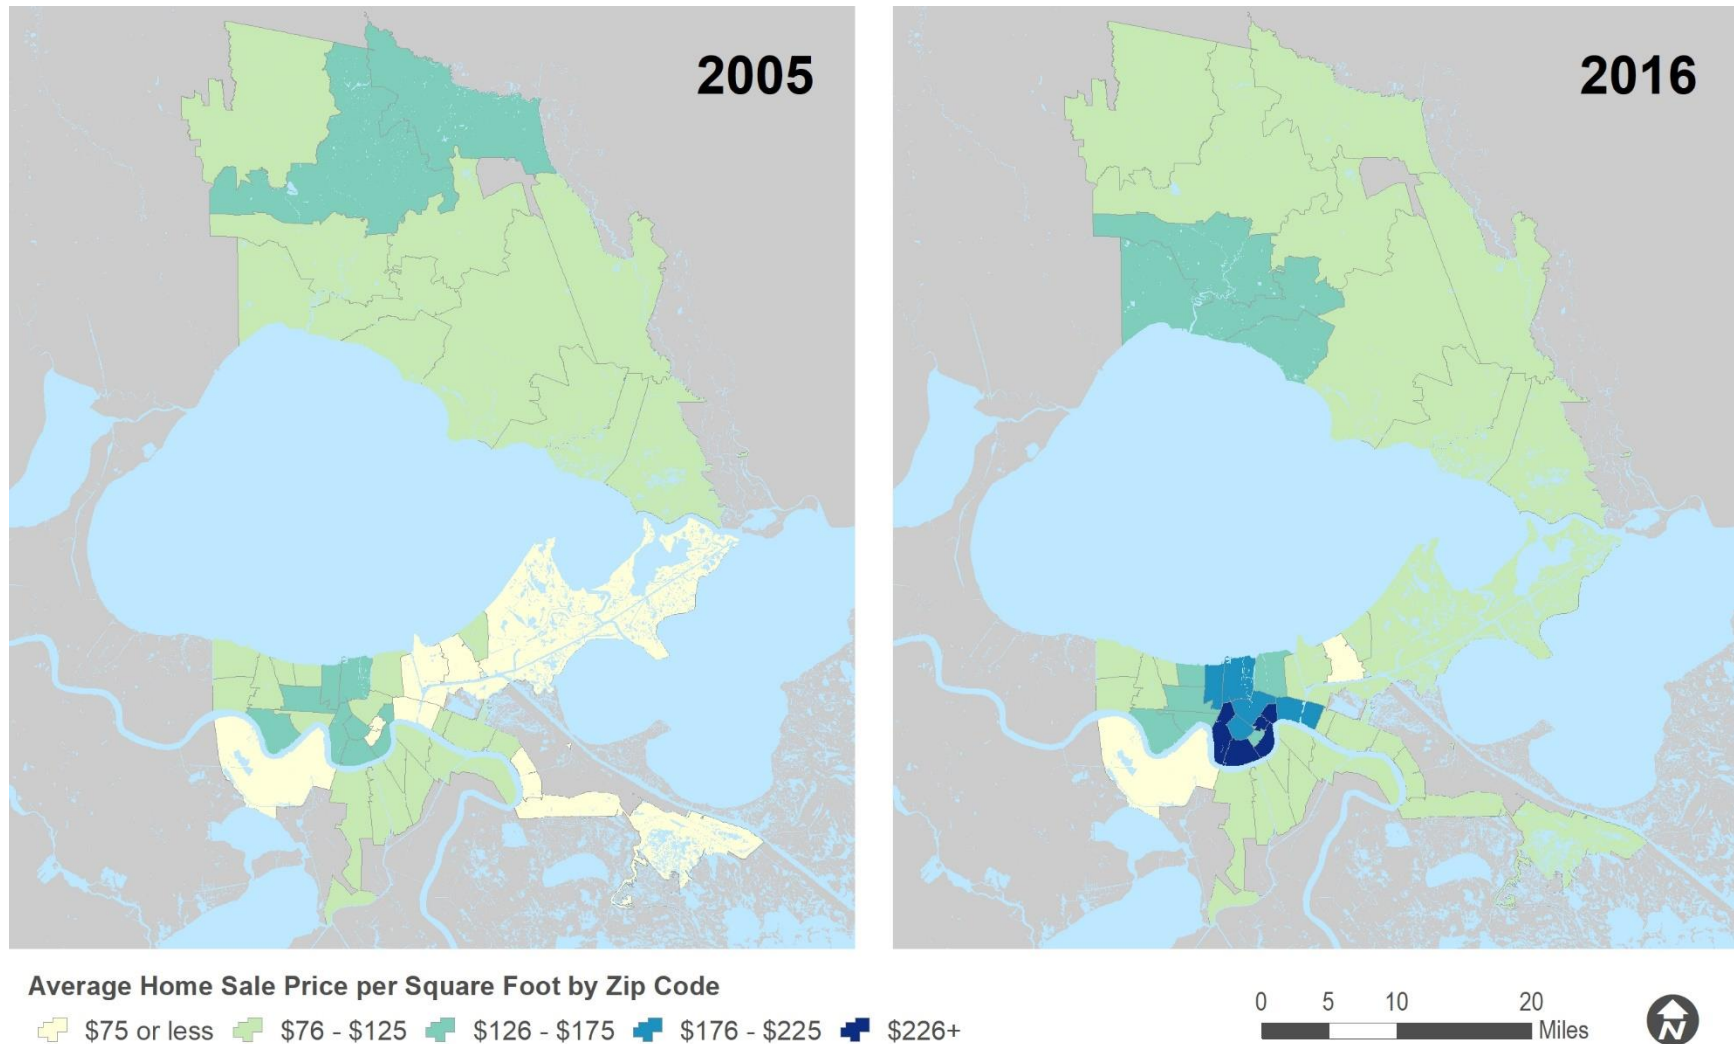 2005
2016
Average Home Sale Price per Square Foot by Zip Code
$75 or less
$76 - $125
$126 - $175
$176 - $225
$226+
0 5 10 20
Miles
N